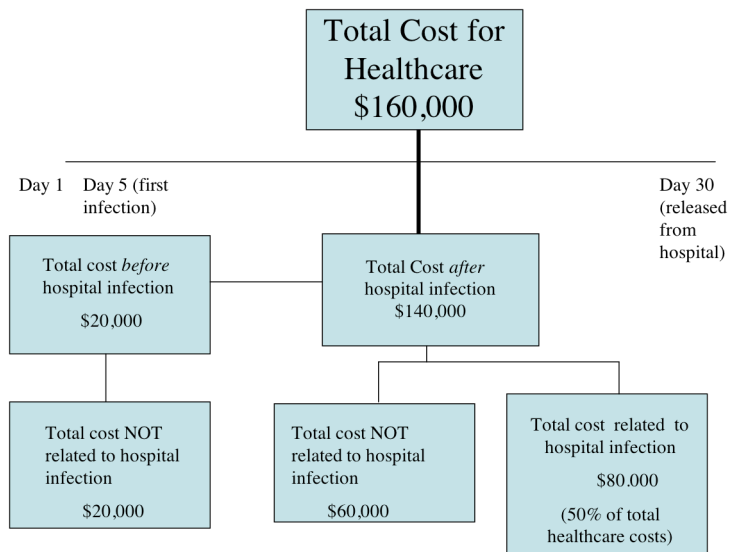 Total Cost for
Healthcare
$160,000
Day 1
Day 5 (first
infection)
Day 30
(released
from
hospital)
Total cost before
hospital infection
$20,000
Total Cost after
hospital infection
$140,000
Total cost NOT
related to hospital
infection
$20,000
Total cost NOT
related to hospital
infection
$60,000
Total cost related to
hospital infection
$80.000
(50% of total
healthcare costs)